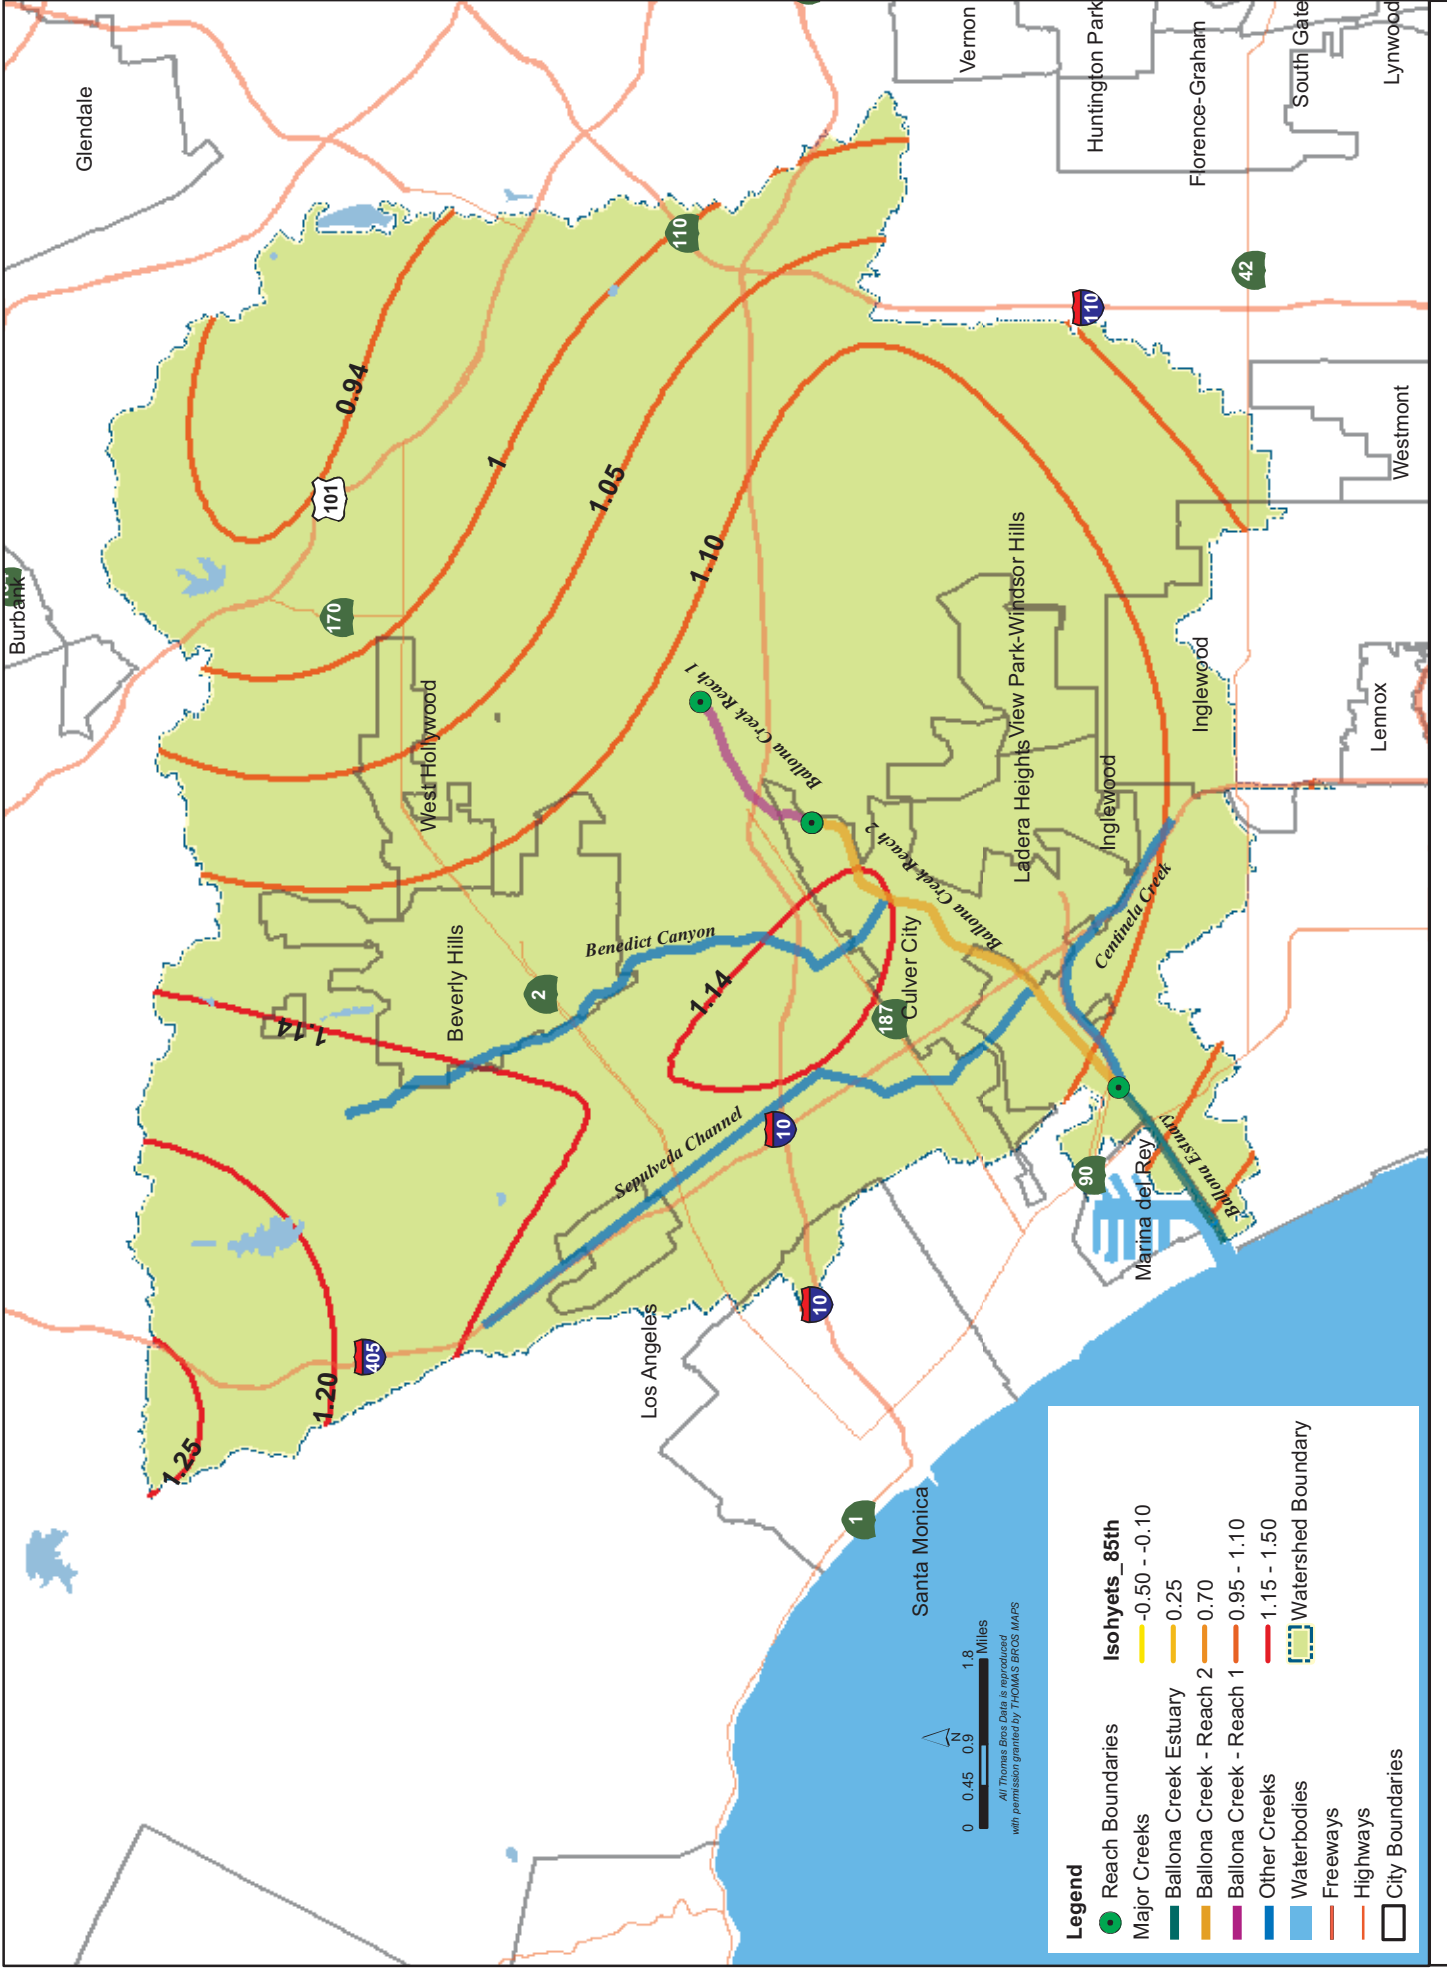 Burbank
Glendale
Vernon
Huntington Park
Florence-Graham
South Gate
Lynwood
Westmont
Lennox
Inglewood
Inglewood
View Park-Windsor Hills
Ladera Heights
West Hollywood
Beverly Hills
Culver City
Los Angeles
Santa Monica
Marina del Rey
101
170
110
110
42
2
187
10
10
405
90
1
0.94
1
1.05
1.10
1.14
1.14
1.20
1.25
Ballona Creek Reach 1
Ballona Creek Reach 2
Benedict Canyon
Sepulveda Channel
Centinela Creek
Ballona Estuary
N
0 0.45 0.9 1.8
Miles
All Thomas Bros Data is reproduced
with permission granted by THOMAS BROS MAPS
Legend
Reach Boundaries
Major Creeks
Ballona Creek Estuary
Ballona Creek - Reach 2
Ballona Creek - Reach 1
Other Creeks
Waterbodies
Freeways
Highways
City Boundaries
Isohyets_85th
-0.50 - -0.10
0.25
0.70
0.95 - 1.10
1.15 - 1.50
Watershed Boundary